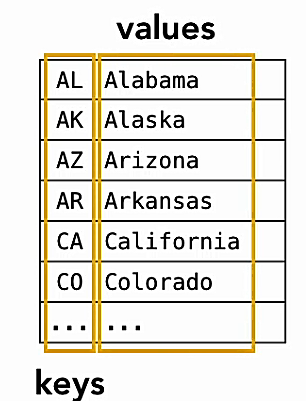 values
AL Alabama
AK Alaska
AZ Arizona
AR Arkansas
CA California
CO Colorado
... ...
keys